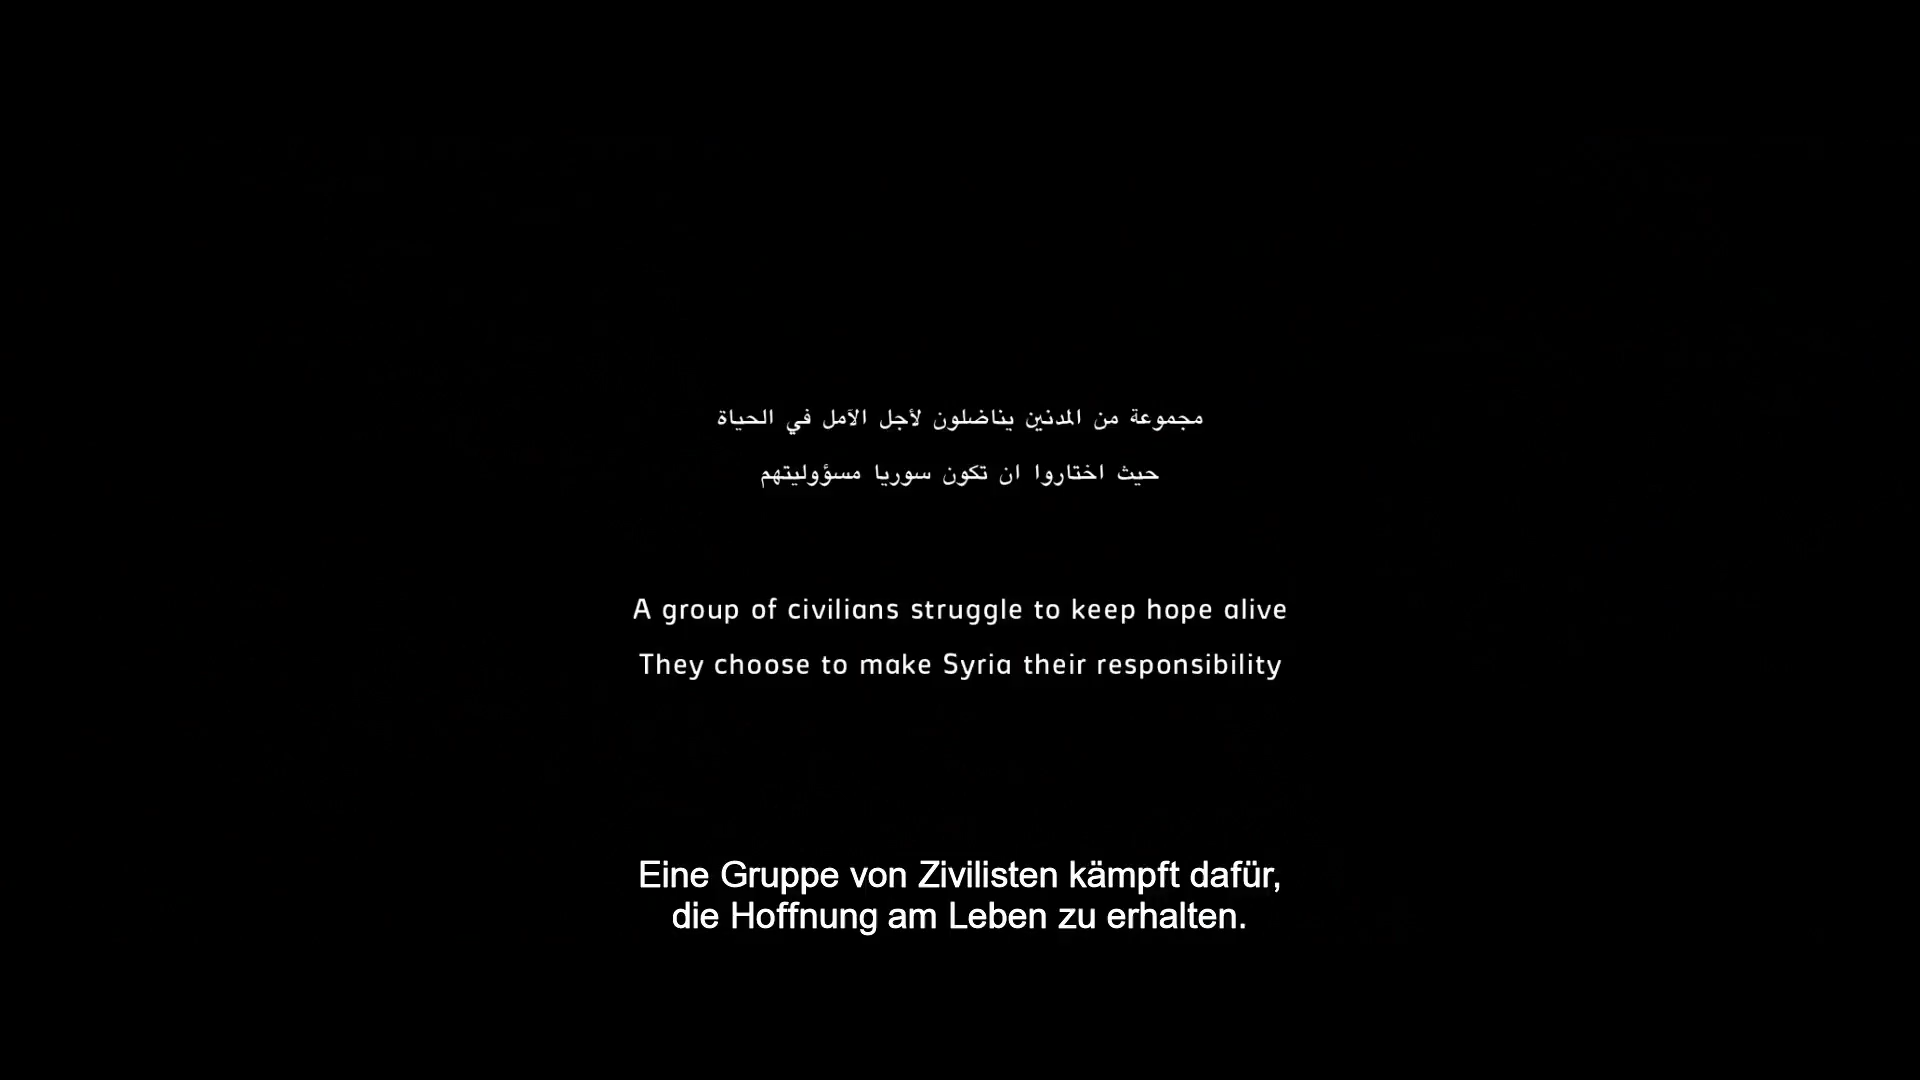 مجموعة من المدنين يناضلون لأجل الآمل في الحياة
حيث اختاروا ان تكون سوريا مسؤوليتهم
A group of civilians struggle to keep hope alive
They choose to make Syria their responsibility
Eine Gruppe von Zivilisten kämpft dafür,
die Hoffnung am Leben zu erhalten.